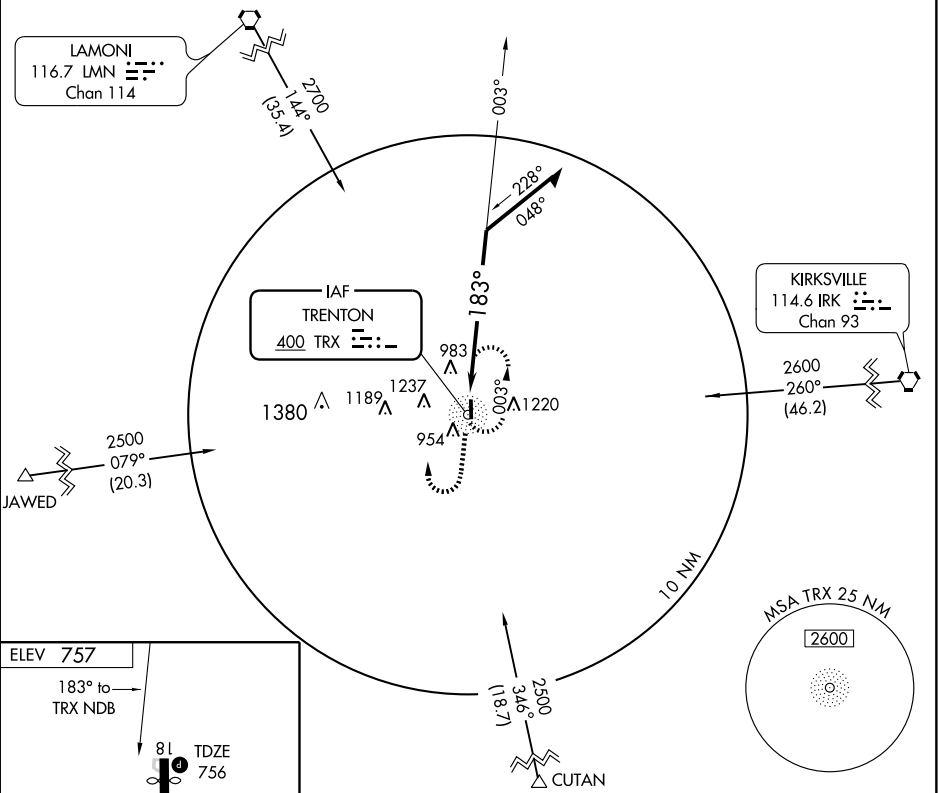 LAMONI
116.7 LMN
Chan 114
2700
144°
(35.4)
003°
228°
048°
183°
IAF
TRENTON
400 TRX
KIRKSVILLE
114.6 IRK
Chan 93
2600
260°
(46.2)
983
1237
1189
1380
003°
1220
954
2500
079°
(20.3)
JAWED
10 NM
2500
346°
(18.7)
CUTAN
MSA TRX 25 NM
2600
ELEV 757
183° to
TRX NDB
18
P
TDZE
756